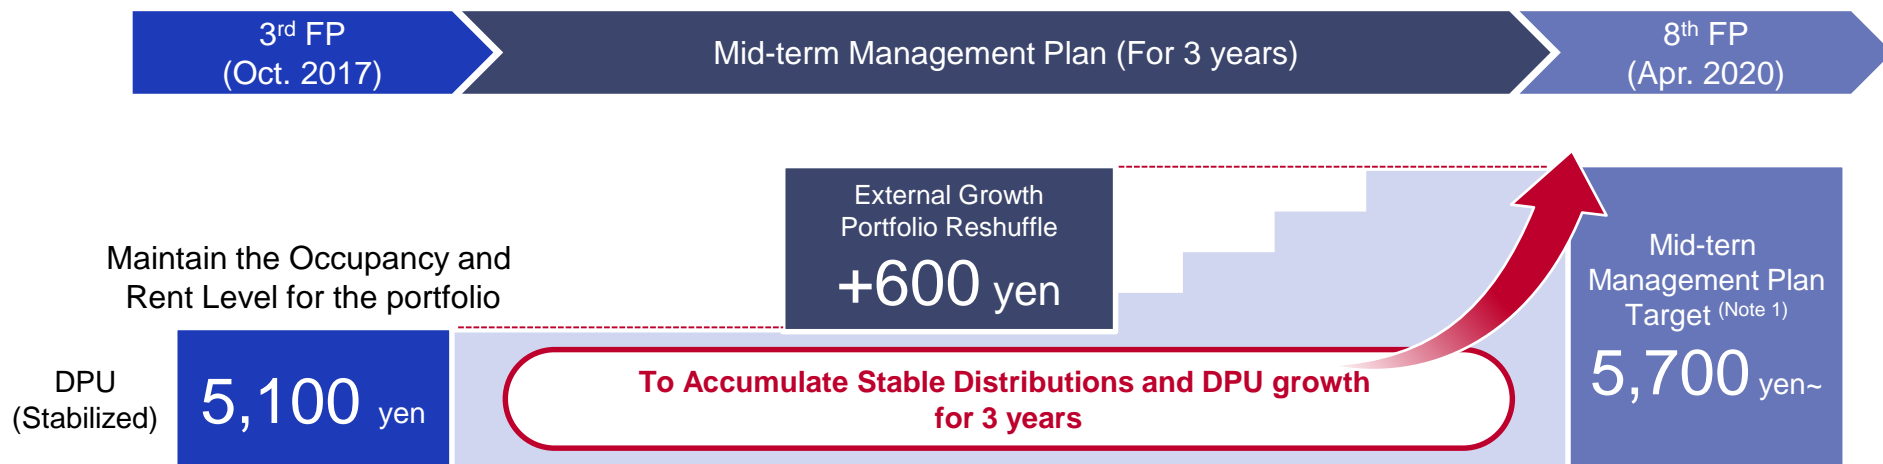 3rd FP
(Oct. 2017)
Mid-term Management Plan (For 3 years)
8th FP
(Apr. 2020)
External Growth
Portfolio Reshuffle
+600 yen
Maintain the Occupancy and
Rent Level for the portfolio
Mid-tern
Management Plan
Target (Note 1)
5,700 yen~
DPU
(Stabilized)
5,100 yen
To Accumulate Stable Distributions and DPU growth
for 3 years